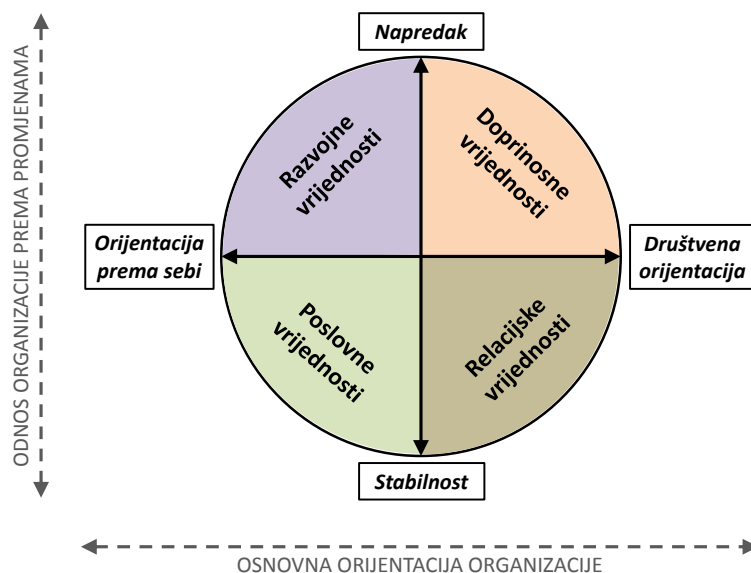 Napredak
ODNOS ORGANIZACIJE PREMA PROMJENAMA
Razvojne
vrijednosti
Doprinosne
vrijednosti
Orijentacija
prema sebi
Društvena
orijentacija
Poslovne
vrijednosti
Relacijske
vrijednosti
Stabilnost
OSNOVNA ORIJENTACIJA ORGANIZACIJE